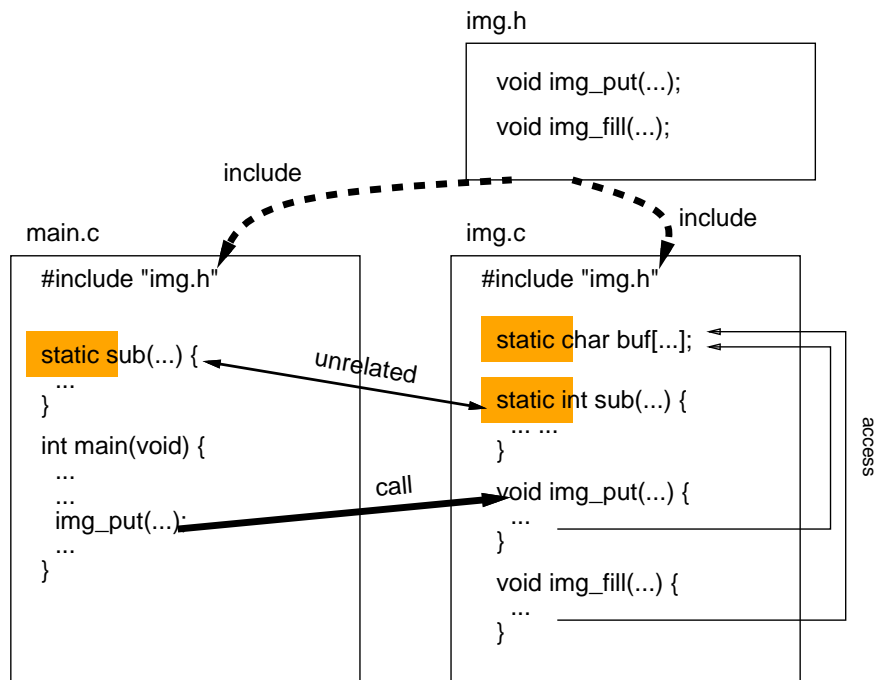 img.h
void img_put(...);
void img_fill(...);
include
include
main.c
#include "img.h"
static sub(...) {
...
}
int main(void) {
...
...
img_put(...);
...
}
unrelated
call
img.c
#include "img.h"
static char buf[...];
static int sub(...) {
... ...
}
void img_put(...) {
...
}
void img_fill(...) {
...
}
access